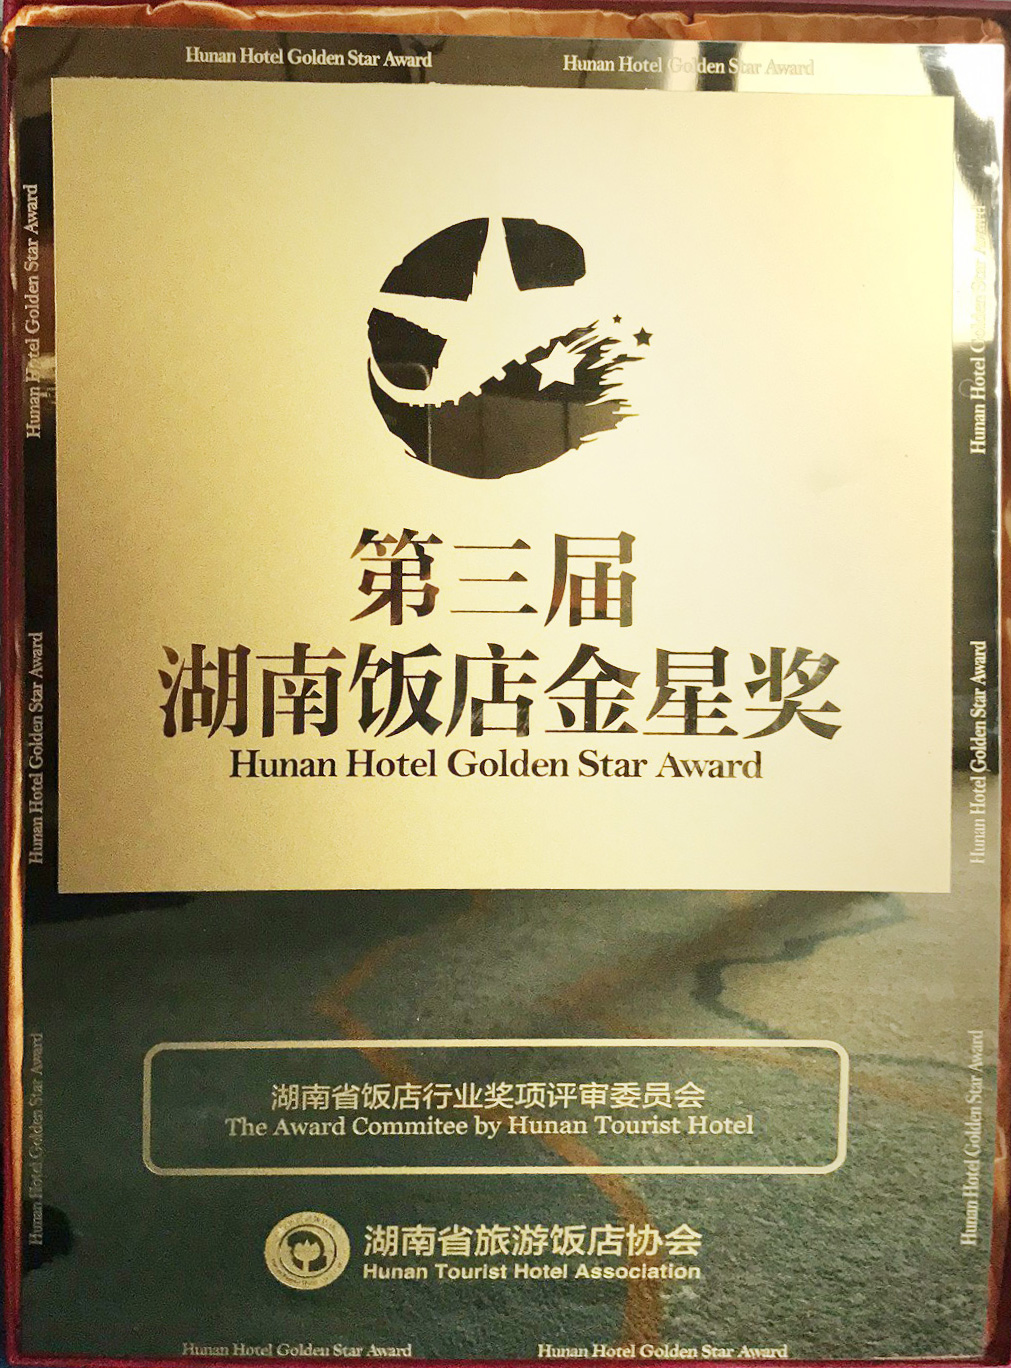 Hunan Hotel Golden Star Award
Hunan Hotel Golden Star Award
Hunan Hotel Golden Star Award
Hunan Hotel Golden Star Award
第三届
湖南饭店金星奖
Hunan Hotel Golden Star Award
Hunan Hotel Golden Star Award
Hunan Hotel Golden Star Award
湖南省饭店行业奖项评审委员会
The Award Commitee by Hunan Tourist Hotel
Hunan Hotel Golden Star Award
Hunan Hotel Golden Star Award
湖南省旅游饭店协会
Hunan Tourist Hotel Association
Hunan Hotel Golden Star Award
Hunan Hotel Golden Star Award